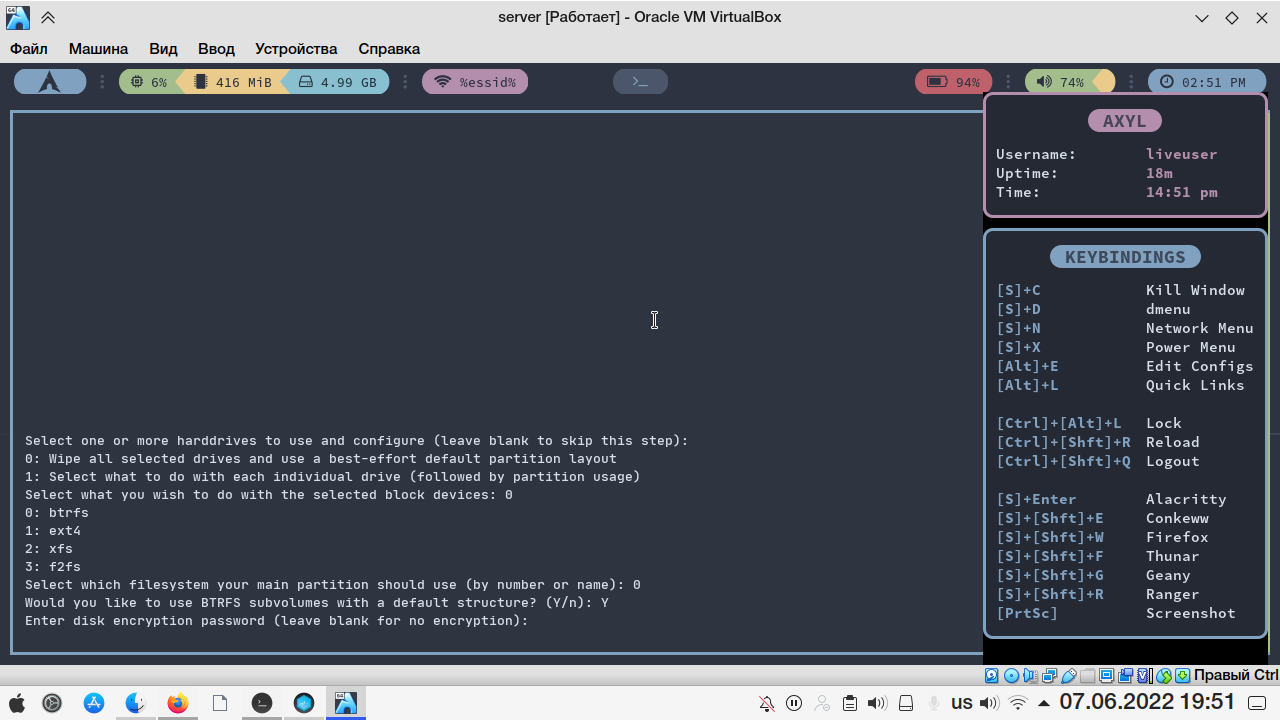 server [Работает] - Oracle VM VirtualBox
Файл Машина Вид Ввод Устройства Справка
6% 416 MiB 4.99 GB %essid% >_ 94% 74% 02:51 PM
AXYL
Username: liveuser
Uptime: 18m
Time: 14:51 pm
KEYBINDINGS
[S]+C Kill Window
[S]+D dmenu
[S]+N Network Menu
[S]+X Power Menu
[Alt]+E Edit Configs
[Alt]+L Quick Links
[Ctrl]+[Alt]+L Lock
[Ctrl]+[Shft]+R Reload
[Ctrl]+[Shft]+Q Logout
[S]+Enter Alacritty
[S]+[Shft]+E Conkeww
[S]+[Shft]+W Firefox
[S]+[Shft]+F Thunar
[S]+[Shft]+G Geany
[S]+[Shft]+R Ranger
[PrtSc] Screenshot
Select one or more harddrives to use and configure (leave blank to skip this step):
0: Wipe all selected drives and use a best-effort default partition layout
1: Select what to do with each individual drive (followed by partition usage)
Select what you wish to do with the selected block devices: 0
0: btrfs
1: ext4
2: xfs
3: f2fs
Select which filesystem your main partition should use (by number or name): 0
Would you like to use BTRFS subvolumes with a default structure? (Y/n): Y
Enter disk encryption password (leave blank for no encryption):
Правый Ctrl
us 07.06.2022 19:51